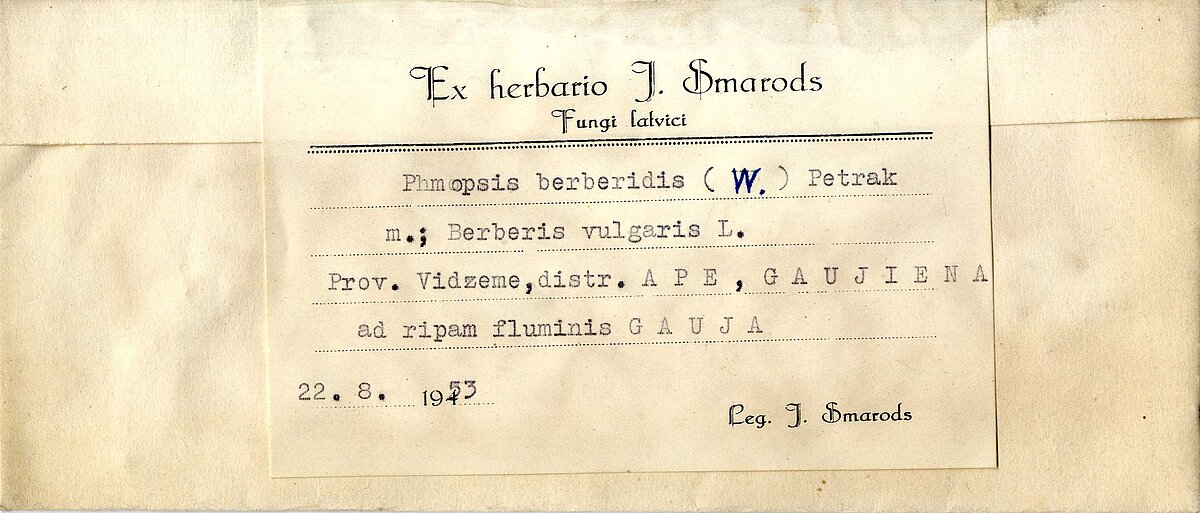 Ex herbario J. Smarods
Fungi latvici
Phmopsis berberidis (W.) Petrak
m.; Berberis vulgaris L.
Prov. Vidzeme,distr. A P E , G A U J I E N A
ad ripam fluminis G A U J A
22. 8. 1953
Leg. J. Smarods